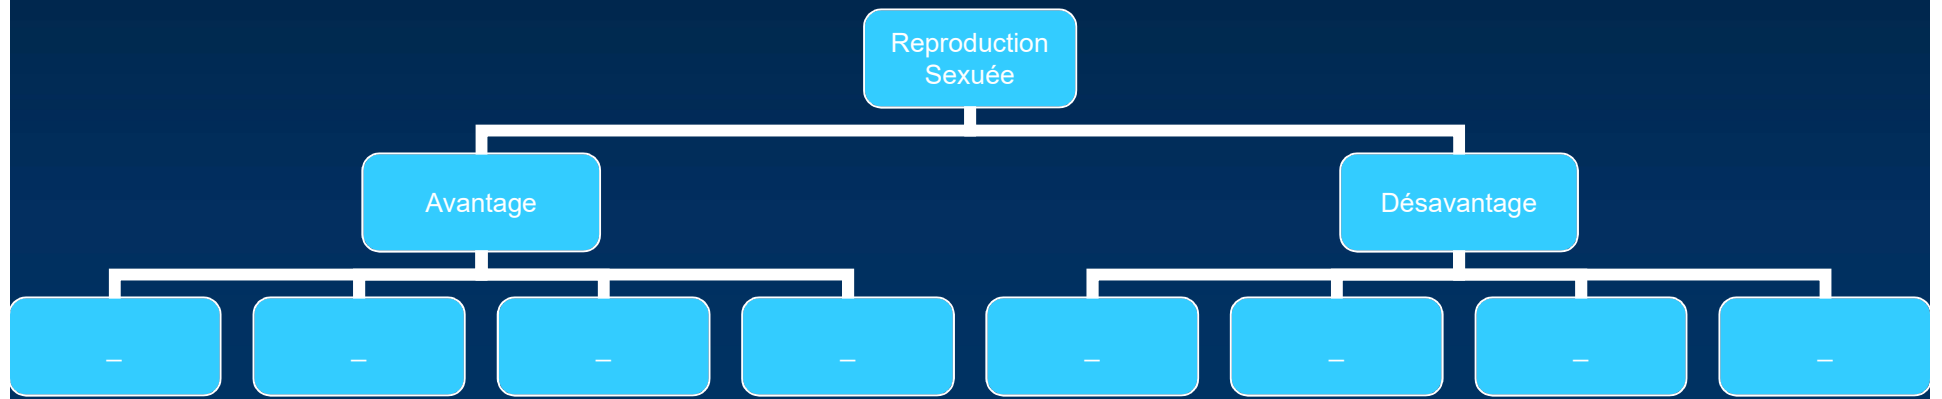 Reproduction
Sexuée
Avantage
Désavantage
_
_
_
_
_
_
_
_